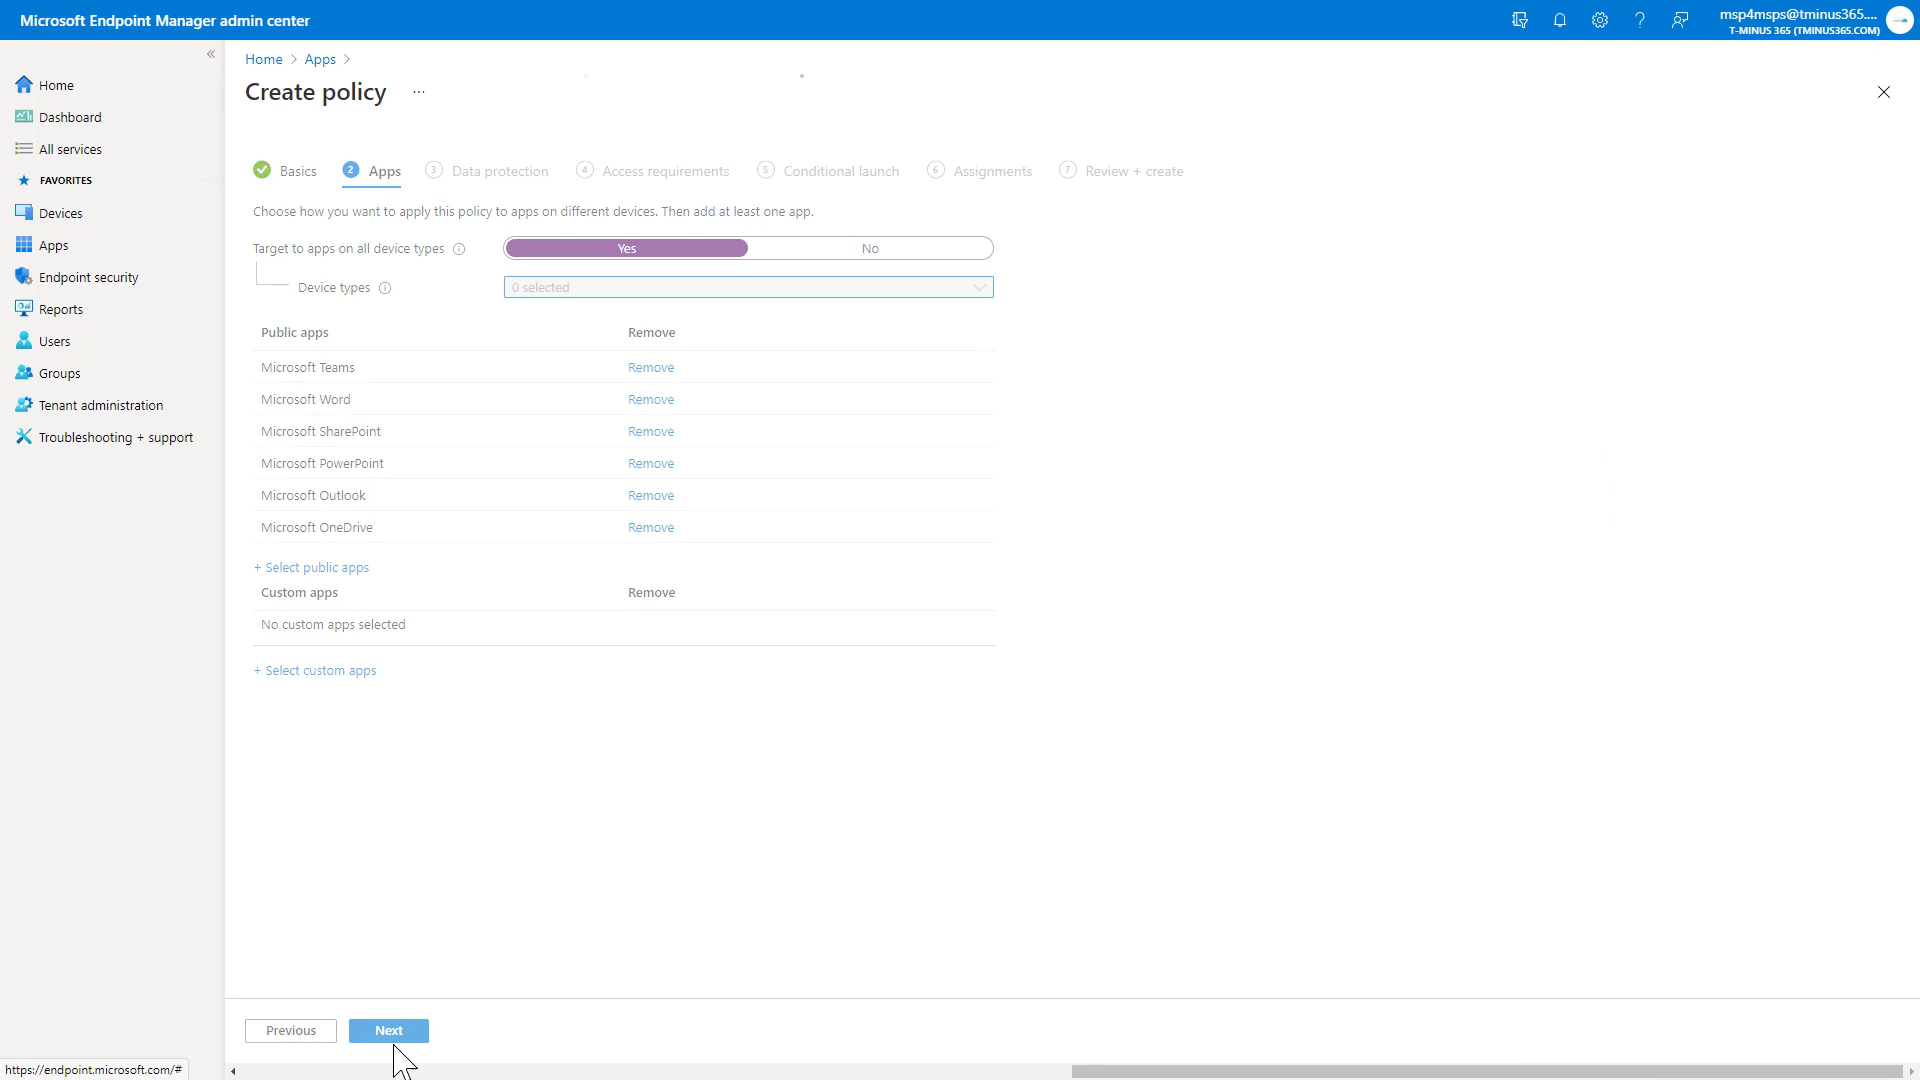 Microsoft Endpoint Manager admin center
msp4msps@tminus365....
T-MINUS 365 (TMINUS365.COM)
Home
Dashboard
All services
FAVORITES
Devices
Apps
Endpoint security
Reports
Users
Groups
Tenant administration
Troubleshooting + support
Home > Apps >
Create policy ...
Basics
2 Apps
3 Data protection
4 Access requirements
5 Conditional launch
6 Assignments
7 Review + create
Choose how you want to apply this policy to apps on different devices. Then add at least one app.
Target to apps on all device types Yes No
Device types 0 selected
Public apps Remove
Microsoft Teams Remove
Microsoft Word Remove
Microsoft SharePoint Remove
Microsoft PowerPoint Remove
Microsoft Outlook Remove
Microsoft OneDrive Remove
+ Select public apps
Custom apps Remove
No custom apps selected
+ Select custom apps
Previous Next
https://endpoint.microsoft.com/#